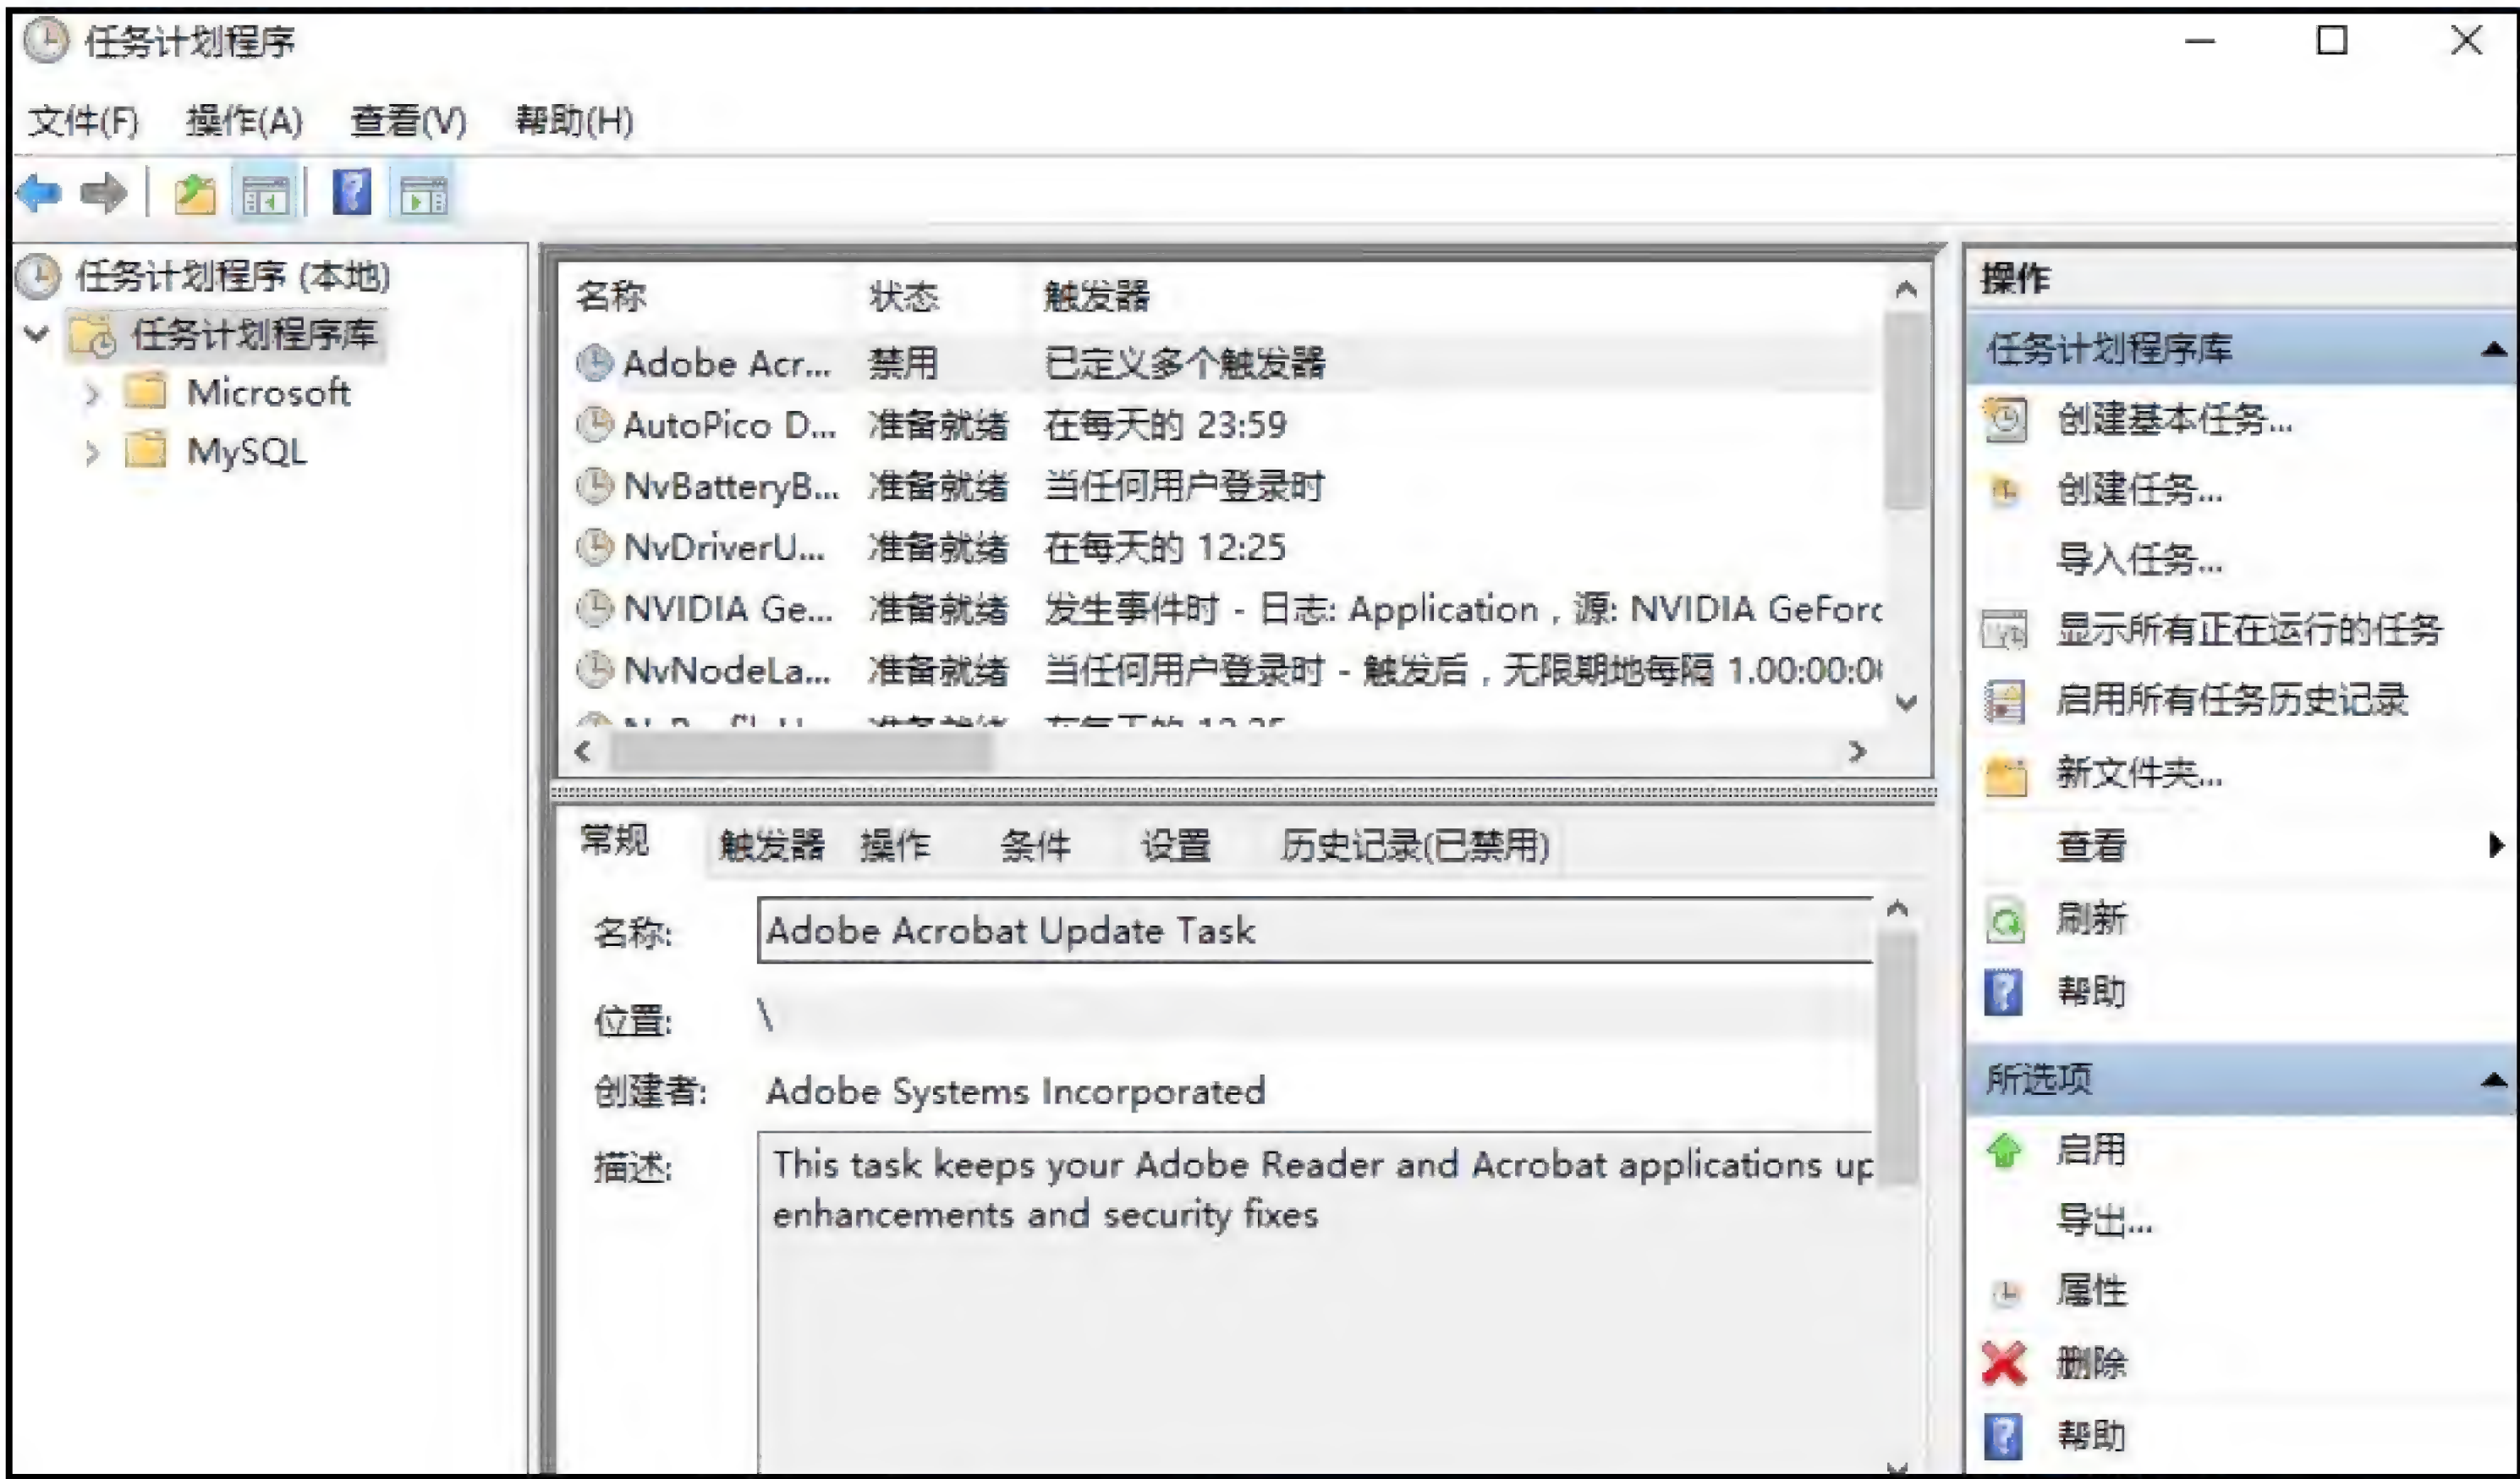 任务计划程序
文件(F) 操作(A) 查看(V) 帮助(H)
任务计划程序 (本地)
任务计划程序库
Microsoft
MySQL
名称 状态 触发器
Adobe Acr... 禁用 已定义多个触发器
AutoPico D... 准备就绪 在每天的 23:59
NvBatteryB... 准备就绪 当任何用户登录时
NvDriverU... 准备就绪 在每天的 12:25
NVIDIA Ge... 准备就绪 发生事件时 - 日志: Application , 源: NVIDIA GeForc
NvNodeLa... 准备就绪 当任何用户登录时 - 触发后 , 无限期地每隔 1.00:00:0
准备就绪 在每天的 12:25
常规 触发器 操作 条件 设置 历史记录(已禁用)
名称: Adobe Acrobat Update Task
位置: \
创建者: Adobe Systems Incorporated
描述: This task keeps your Adobe Reader and Acrobat applications up
enhancements and security fixes
操作
任务计划程序库
创建基本任务...
创建任务...
导入任务...
显示所有正在运行的任务
启用所有任务历史记录
新文件夹...
查看
刷新
帮助
所选项
启用
导出...
属性
删除
帮助